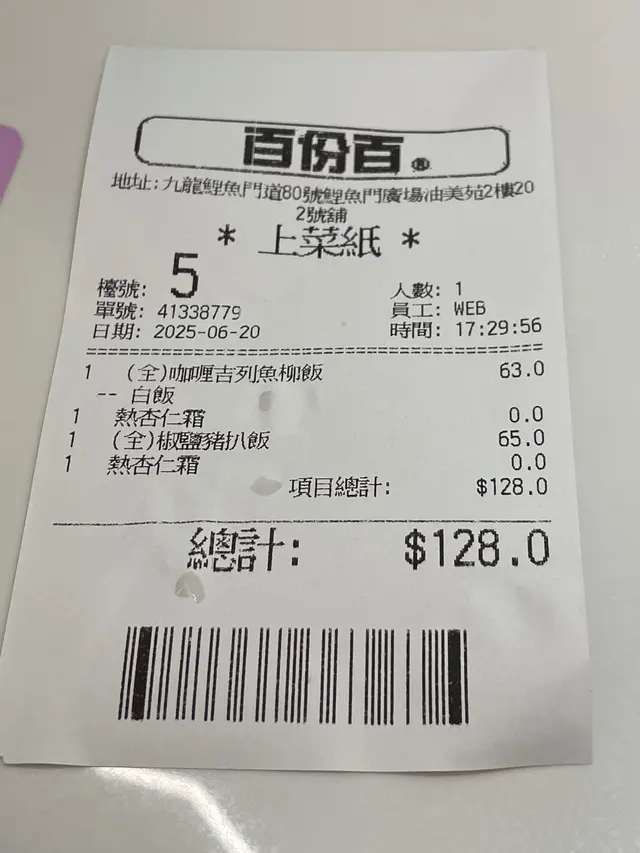 百份百®
地址:九龍鯉魚門道80號鯉魚門廣場油美苑2樓20
2號舖
* 上菜紙 *
檯號: 5
人數: 1
單號: 41338779
員工: WEB
日期: 2025-06-20
時間: 17:29:56
1 (全)咖喱吉列魚柳飯 63.0
-- 白飯
1 熱杏仁霜 0.0
1 (全)椒鹽豬扒飯 65.0
1 熱杏仁霜 0.0
項目總計: $128.0
總計: $128.0